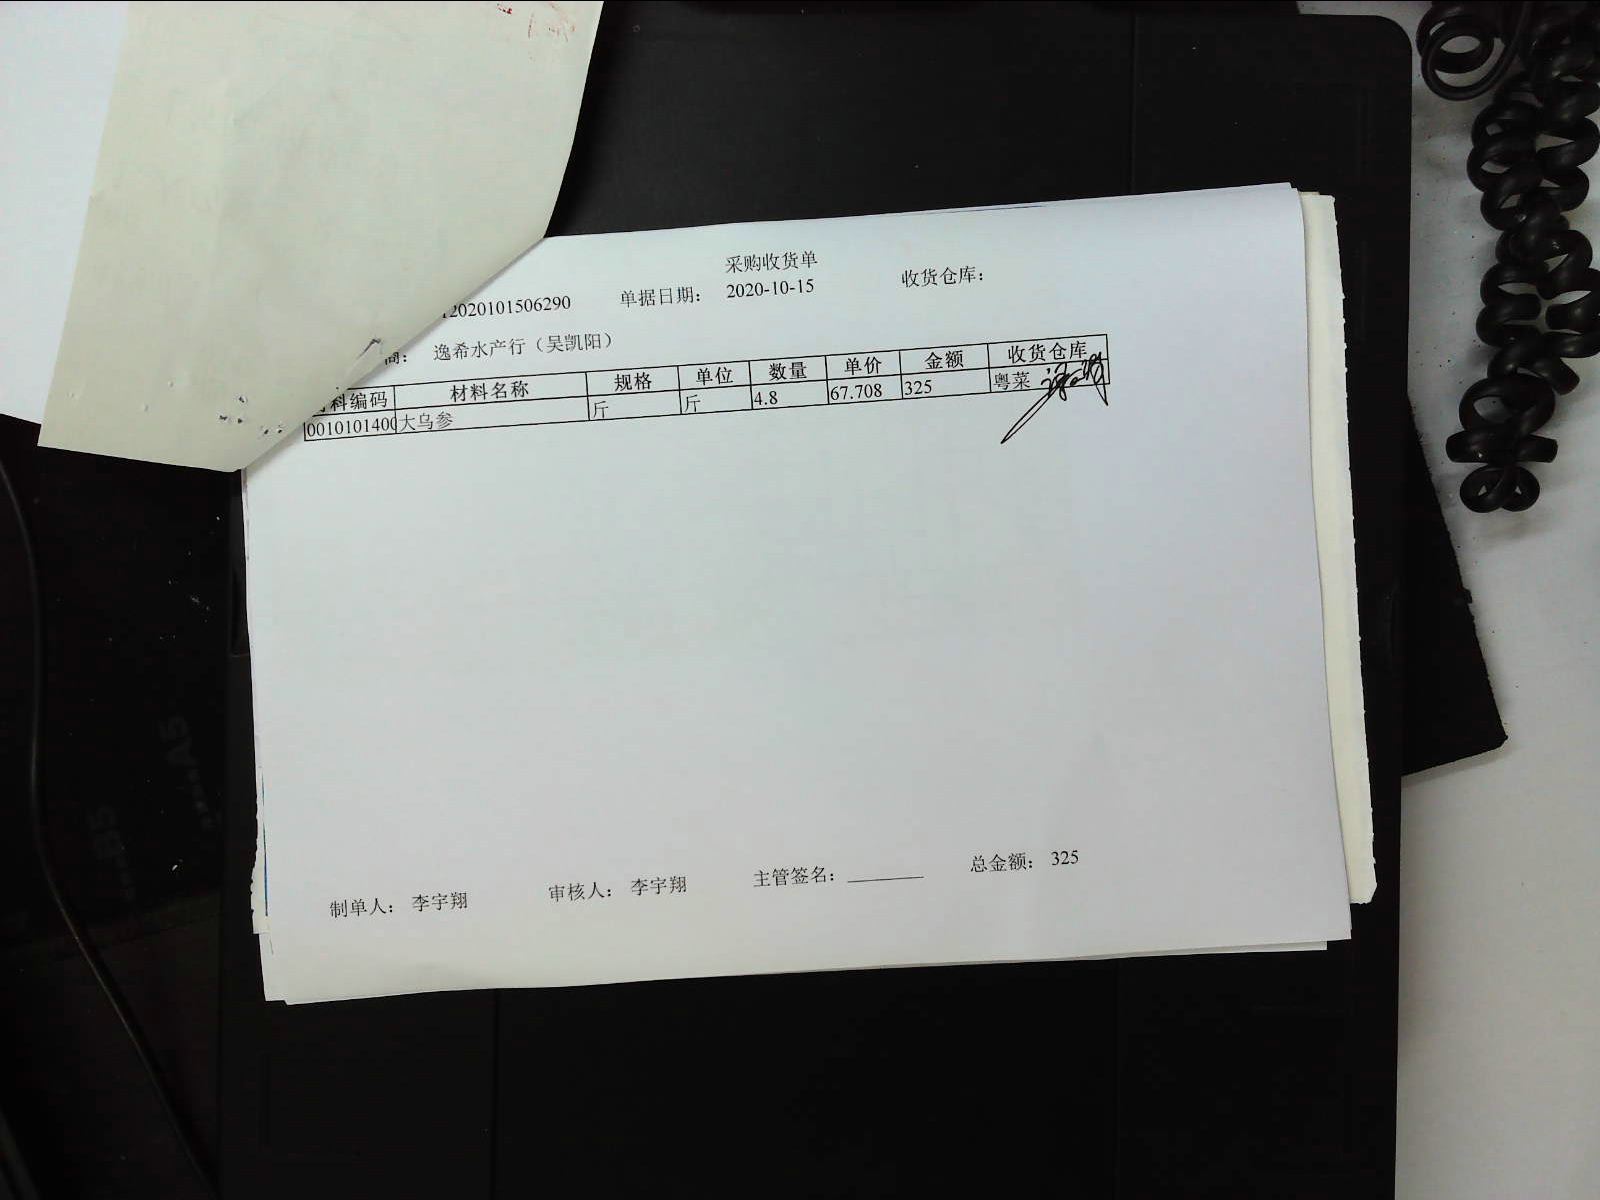 采购收货单
12020101506290 单据日期： 2020-10-15 收货仓库：
商： 逸希水产行（吴凯阳）
料编码 材料名称 规格 单位 数量 单价 金额 收货仓库
0010101400 大乌参 斤 斤 4.8 67.708 325 粤菜
制单人： 李宇翔 审核人： 李宇翔 主管签名： 总金额： 325